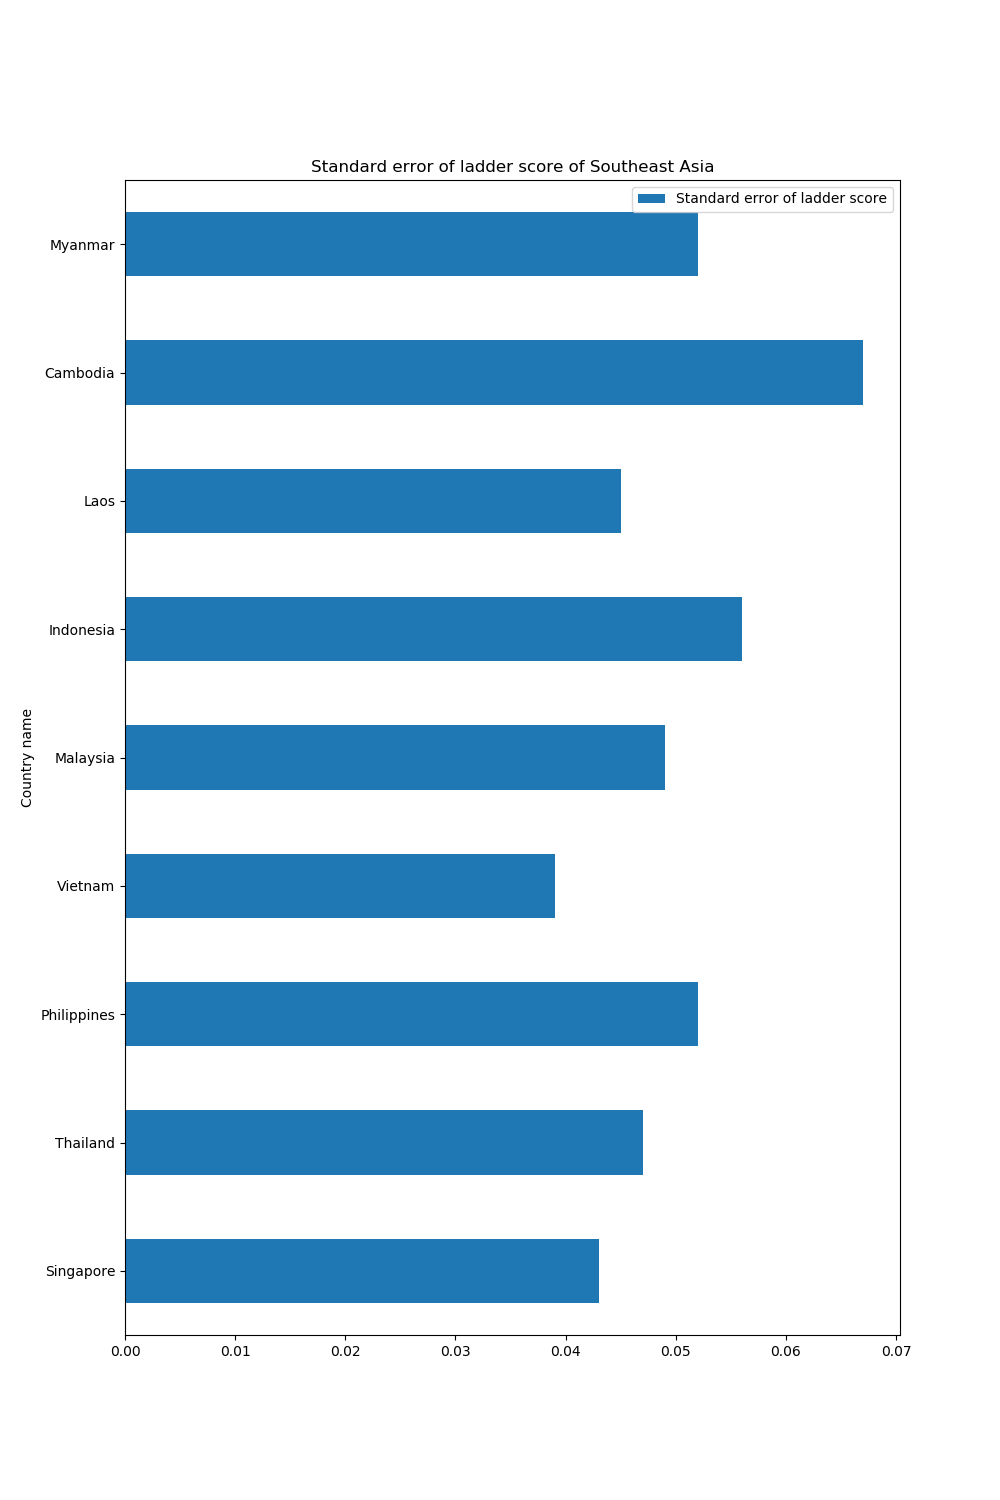 Standard error of ladder score of Southeast Asia
Standard error of ladder score
Myanmar
Cambodia
Laos
Indonesia
Malaysia
Vietnam
Philippines
Thailand
Singapore
Country name
0.00 0.01 0.02 0.03 0.04 0.05 0.06 0.07